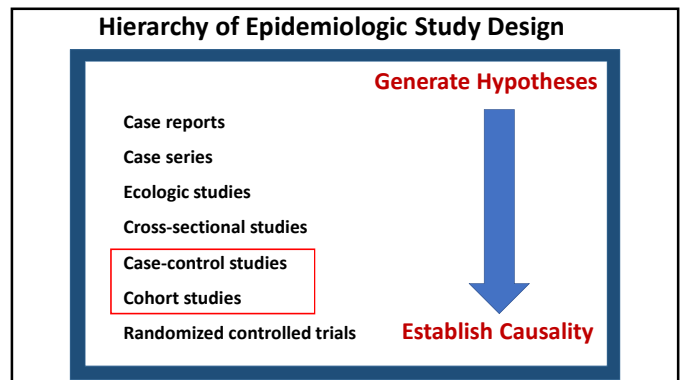 Hierarchy of Epidemiologic Study Design
Generate Hypotheses
Case reports
Case series
Ecologic studies
Cross-sectional studies
Case-control studies
Cohort studies
Randomized controlled trials
Establish Causality